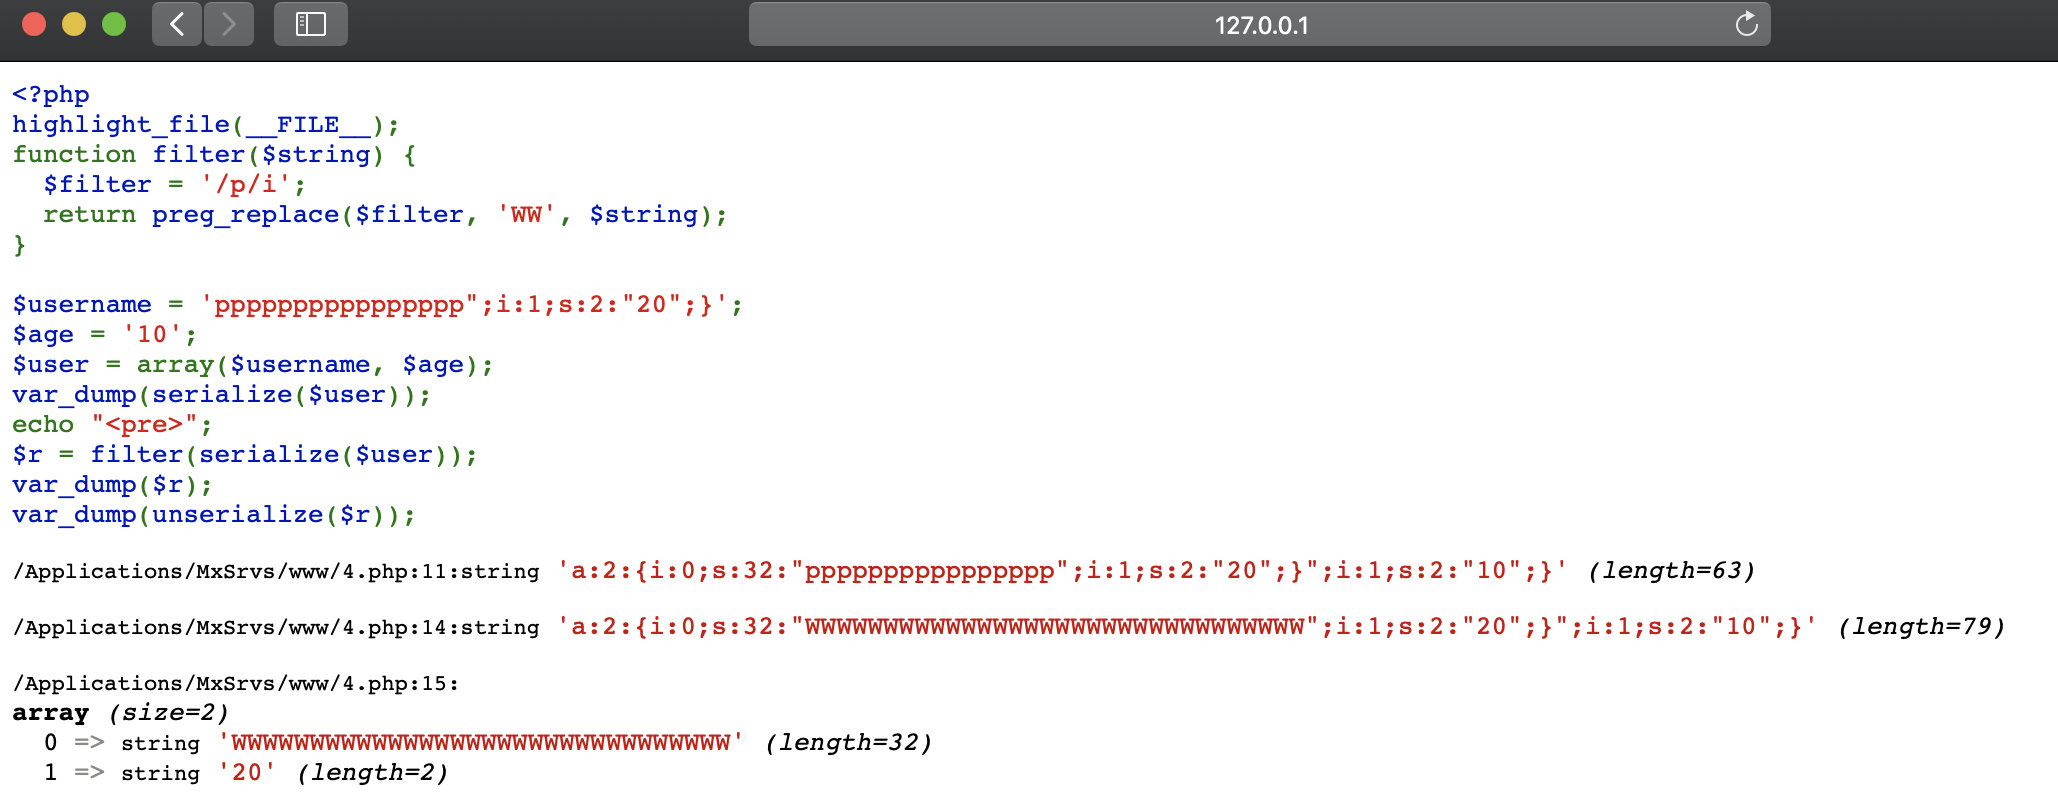 127.0.0.1
<?php
highlight_file(__FILE__);
function filter($string) {
  $filter = '/p/i';
  return preg_replace($filter, 'WW', $string);
}
$username = 'pppppppppppppppp";i:1;s:2:"20";}';
$age = '10';
$user = array($username, $age);
var_dump(serialize($user));
echo "<pre>";
$r = filter(serialize($user));
var_dump($r);
var_dump(unserialize($r));
/Applications/MxSrvs/www/4.php:11:string 'a:2:{i:0;s:32:"pppppppppppppppp";i:1;s:2:"20";}";i:1;s:2:"10";}' (length=63)
/Applications/MxSrvs/www/4.php:14:string 'a:2:{i:0;s:32:"WWWWWWWWWWWWWWWWWWWWWWWWWWWWWWWW";i:1;s:2:"20";}";i:1;s:2:"10";}' (length=79)
/Applications/MxSrvs/www/4.php:15:
array (size=2)
  0 => string 'WWWWWWWWWWWWWWWWWWWWWWWWWWWWWWWW' (length=32)
  1 => string '20' (length=2)